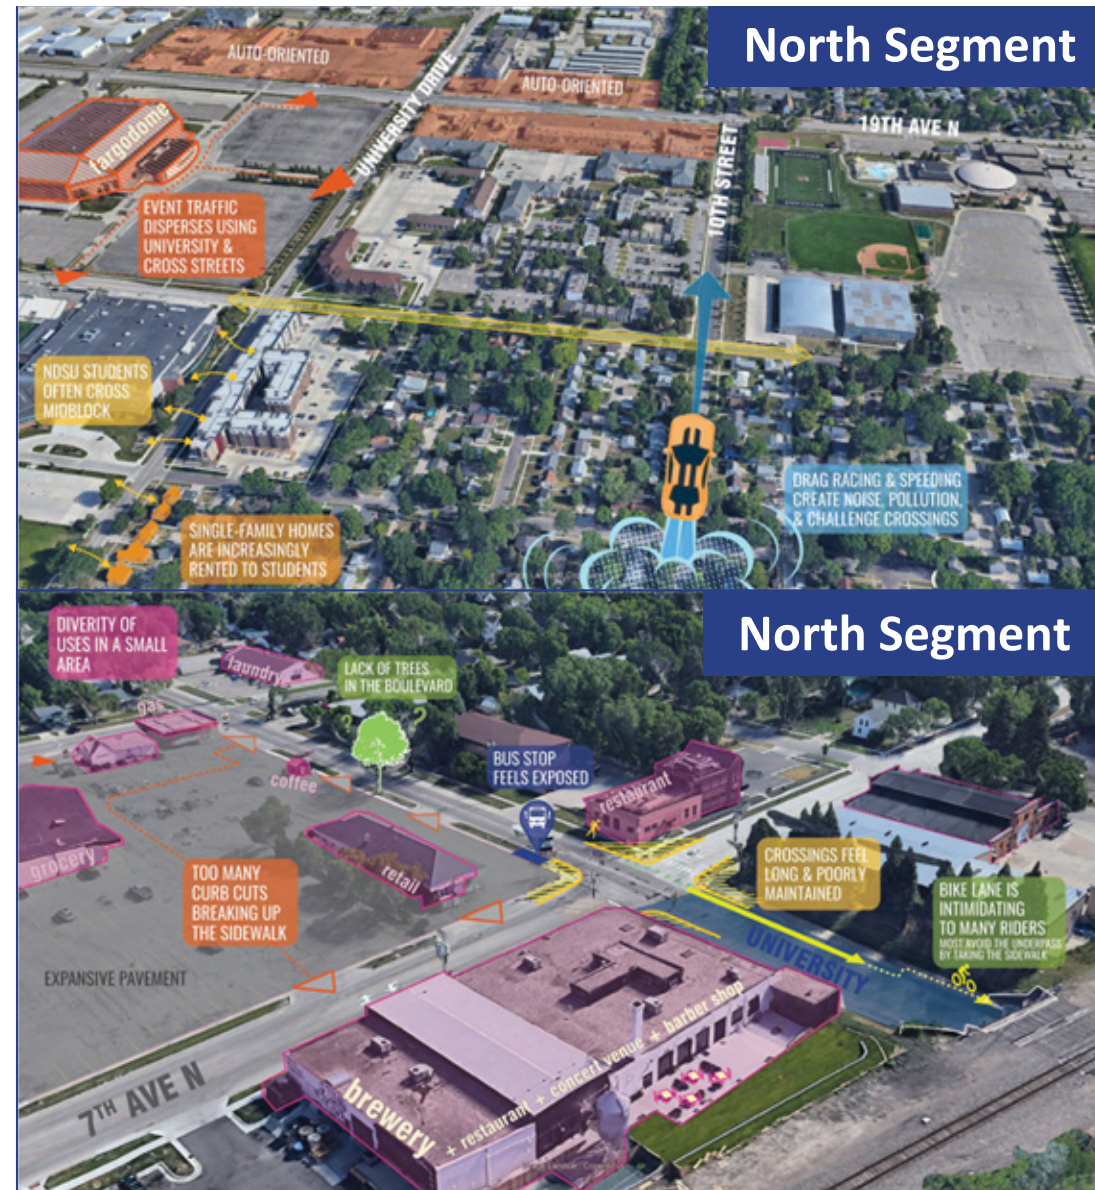 North Segment
AUTO-ORIENTED
AUTO-ORIENTED
UNIVERSITY DRIVE
19TH AVE N
fargodome
10TH STREET
EVENT TRAFFIC
DISPERSES USING
UNIVERSITY &
CROSS STREETS
NDSU STUDENTS
OFTEN CROSS
MIDBLOCK
DRAG RACING & SPEEDING
CREATE NOISE, POLLUTION,
& CHALLENGE CROSSINGS
SINGLE-FAMILY HOMES
ARE INCREASINGLY
RENTED TO STUDENTS
North Segment
DIVERITY OF
USES IN A SMALL
AREA
laundry
LACK OF TREES
IN THE BOULEVARD
gas
?
?
BUS STOP
FEELS EXPOSED
coffee
restaurant
grocery
retail
TOO MANY
CURB CUTS
BREAKING UP
THE SIDEWALK
CROSSINGS FEEL
LONG & POORLY
MAINTAINED
BIKE LANE IS
INTIMIDATING
TO MANY RIDERS
MOST AVOID THE UNDERPASS
BY TAKING THE SIDEWALK
UNIVERSITY
EXPANSIVE PAVEMENT
7TH AVE N
brewery + restaurant + concert venue + barber shop